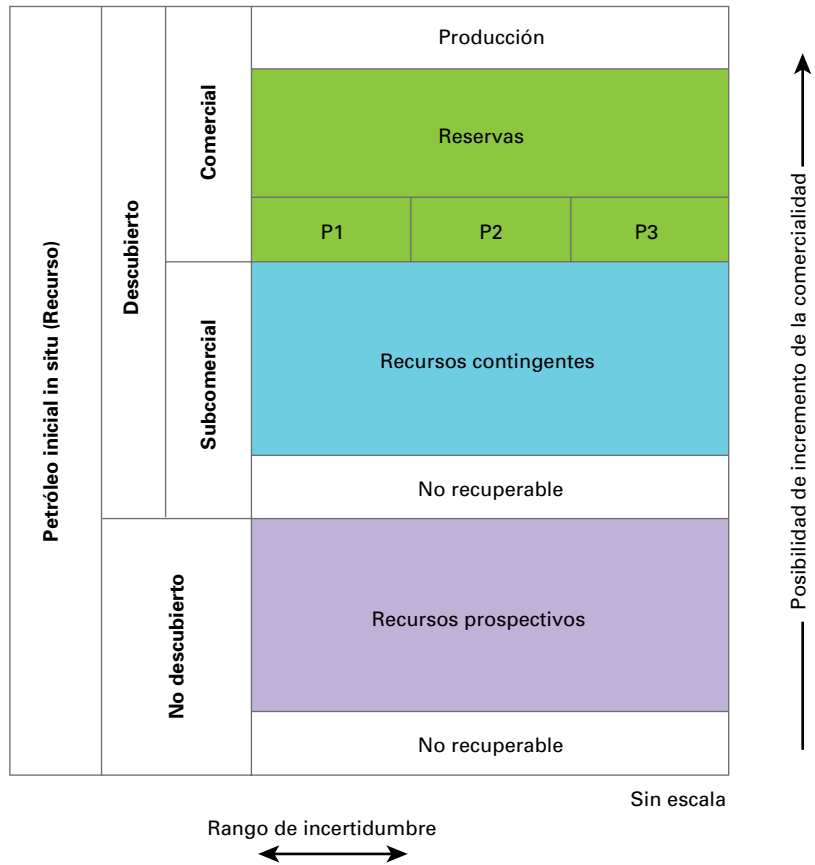 Petróleo inicial in situ (Recurso)
Descubierto
Comercial
Producción
Reservas
P1
P2
P3
Subcomercial
Recursos contingentes
No recuperable
No descubierto
Recursos prospectivos
No recuperable
Posibilidad de incremento de la comercialidad
Sin escala
Rango de incertidumbre